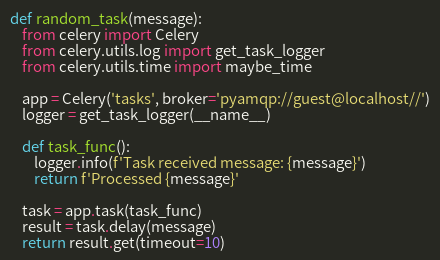 def random_task(message):
    from celery import Celery
    from celery.utils.log import get_task_logger
    from celery.utils.time import maybe_time

    app = Celery('tasks', broker='pyamqp://guest@localhost//')
    logger = get_task_logger(__name__)

    def task_func():
        logger.info(f'Task received message: {message}')
        return f'Processed {message}'

    task = app.task(task_func)
    result = task.delay(message)
    return result.get(timeout=10)